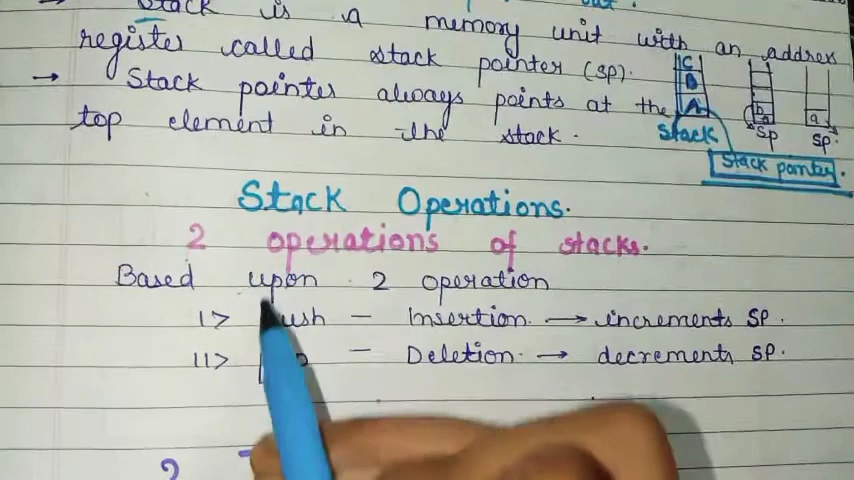 Stack is a memory unit with an address
register called stack pointer (SP).
→ Stack pointer always points at the
top element in the stack.
C
B
A
Stack
b
a
SP
a
SP.
Stack pointer.
Stack Operations.
2 operations of stacks.
Based upon 2 operation
I> Push - Insertion. → increments SP.
II> - Deletion. → decrements SP.
2